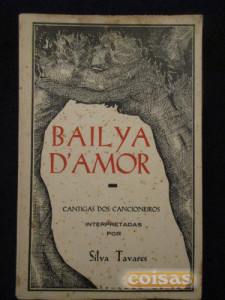 BAILYA
D'AMOR
CANTIGAS DOS CANCIONEIROS
INTERPRETADAS
POR
Silva Tavares
coisas